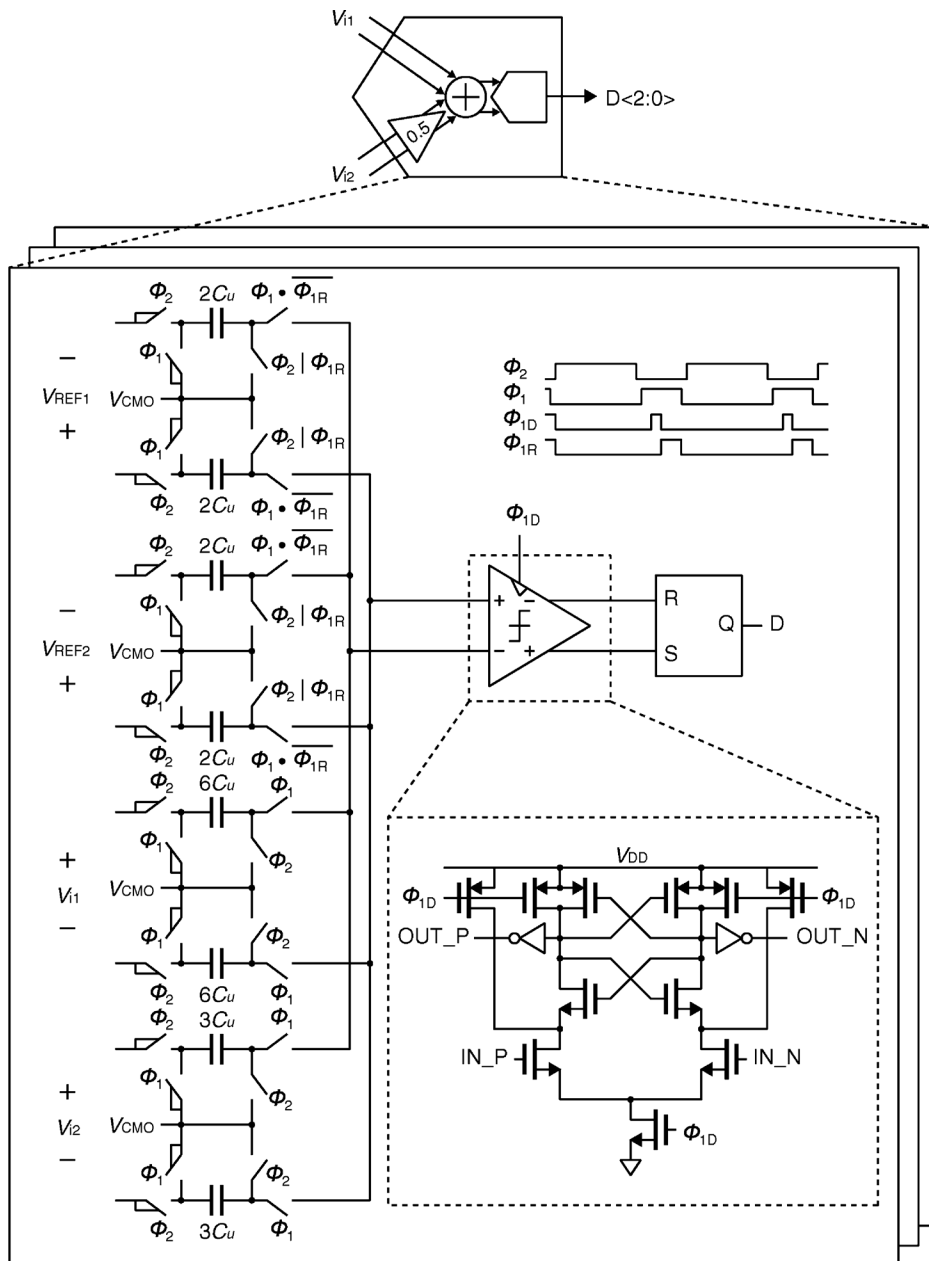 Vi1
0.5
D<2:0>
Vi2
Φ2 2Cu Φ1 • Φ1R
− Φ1 Φ2 | Φ1R
VREF1 VCMO
+ Φ1 Φ2 | Φ1R
Φ2 2Cu Φ1 • Φ1R
Φ2 2Cu Φ1 • Φ1R
− Φ1 Φ2 | Φ1R
VREF2 VCMO
+ Φ1 Φ2 | Φ1R
Φ2 2Cu Φ1 • Φ1R
Φ2 6Cu Φ1
+ Φ1 Φ2
Vi1 VCMO
− Φ1 Φ2
Φ2 6Cu Φ1
Φ2 3Cu Φ1
+ Φ1 Φ2
Vi2 VCMO
− Φ1 Φ2
Φ2 3Cu Φ1
Φ2
Φ1
Φ1D
Φ1R
Φ1D
+ −
− +
R
Q D
S
VDD
Φ1D Φ1D
OUT_P OUT_N
IN_P IN_N
Φ1D